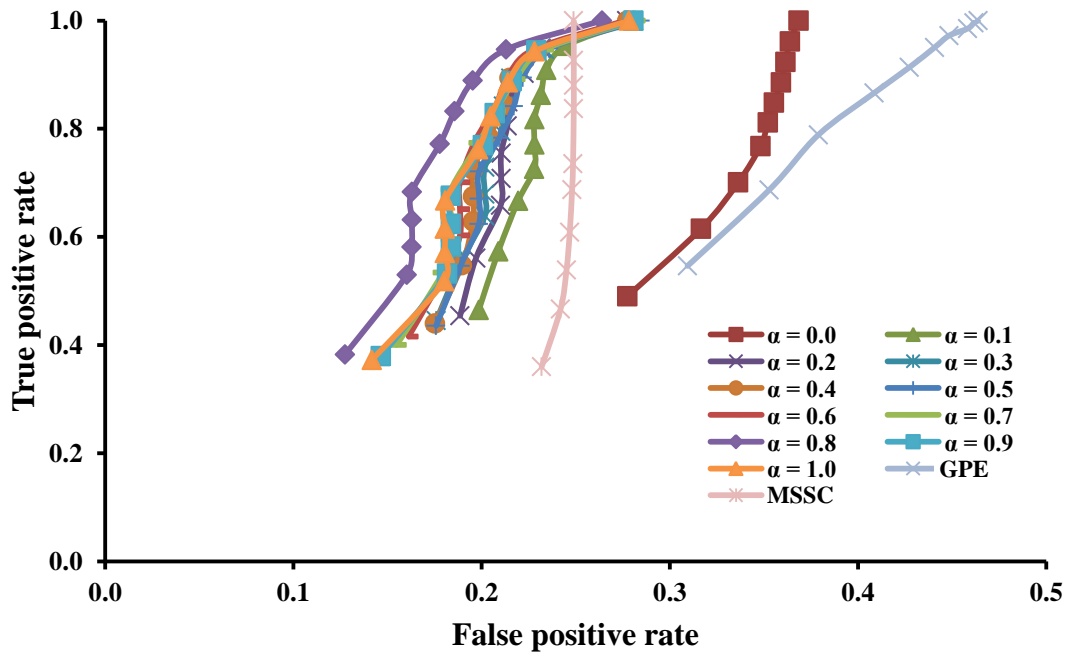 1.0
0.8
0.6
0.4
0.2
0.0
True positive rate
0.0 0.1 0.2 0.3 0.4 0.5
False positive rate
α = 0.0 α = 0.1
α = 0.2 α = 0.3
α = 0.4 α = 0.5
α = 0.6 α = 0.7
α = 0.8 α = 0.9
α = 1.0 GPE
MSSC